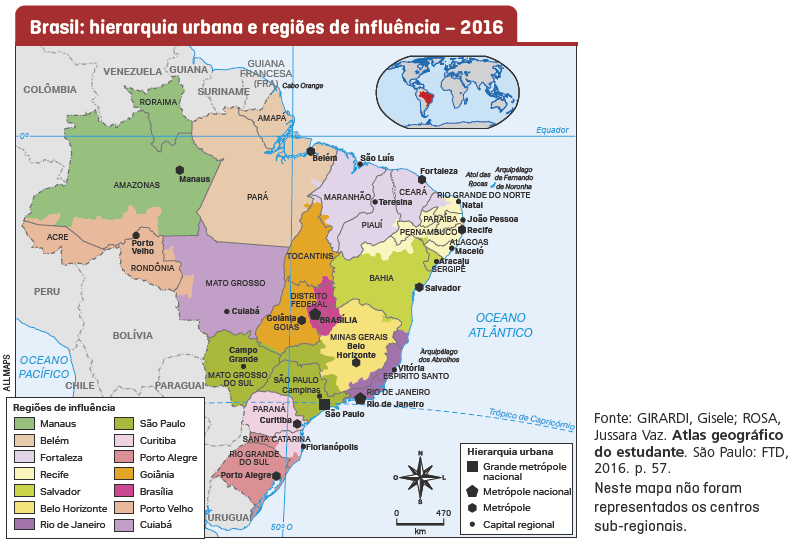 Brasil: hierarquia urbana e regiões de influência – 2016
COLÔMBIA
VENEZUELA
GUIANA
SURINAME
GUIANA
FRANCESA
(FRA)
Cabo Orange
RORAIMA
AMAPÁ
0º
Equador
Belém
São Luís
Fortaleza
Atol das
Rocas
Arquipélago
de Fernando
de Noronha
Manaus
AMAZONAS
PARÁ
MARANHÃO
Teresina
CEARÁ
RIO GRANDE DO NORTE
Natal
PARAÍBA
João Pessoa
PIAUÍ
PERNAMBUCO
Recife
ALAGOAS
Maceió
Aracaju
SERGIPE
ACRE
Porto
Velho
RONDÔNIA
TOCANTINS
BAHIA
Salvador
PERU
MATO GROSSO
Cuiabá
DISTRITO
FEDERAL
BRASÍLIA
Goiânia
GOIÁS
BOLÍVIA
MINAS GERAIS
Belo
Horizonte
OCEANO
ATLÂNTICO
Arquipélago
dos Abrolhos
Campo
Grande
MATO GROSSO
DO SUL
Vitória
ESPÍRITO SANTO
OCEANO
PACÍFICO
CHILE
PARAGUAI
SÃO PAULO
Campinas
RIO DE JANEIRO
Rio de Janeiro
São Paulo
Trópico de Capricórnio
PARANÁ
Curitiba
SANTA CATARINA
Florianópolis
RIO GRANDE
DO SUL
Porto Alegre
URUGUAI
50º O
ALLMAPS
Regiões de influência
Manaus
Belém
Fortaleza
Recife
Salvador
Belo Horizonte
Rio de Janeiro
São Paulo
Curitiba
Porto Alegre
Goiânia
Brasília
Porto Velho
Cuiabá
N
O
L
S
0
470
km
Hierarquia urbana
Grande metrópole
nacional
Metrópole nacional
Metrópole
Capital regional
Fonte: GIRARDI, Gisele; ROSA,
Jussara Vaz. Atlas geográfico
do estudante. São Paulo: FTD,
2016. p. 57.
Neste mapa não foram
representados os centros
sub-regionais.